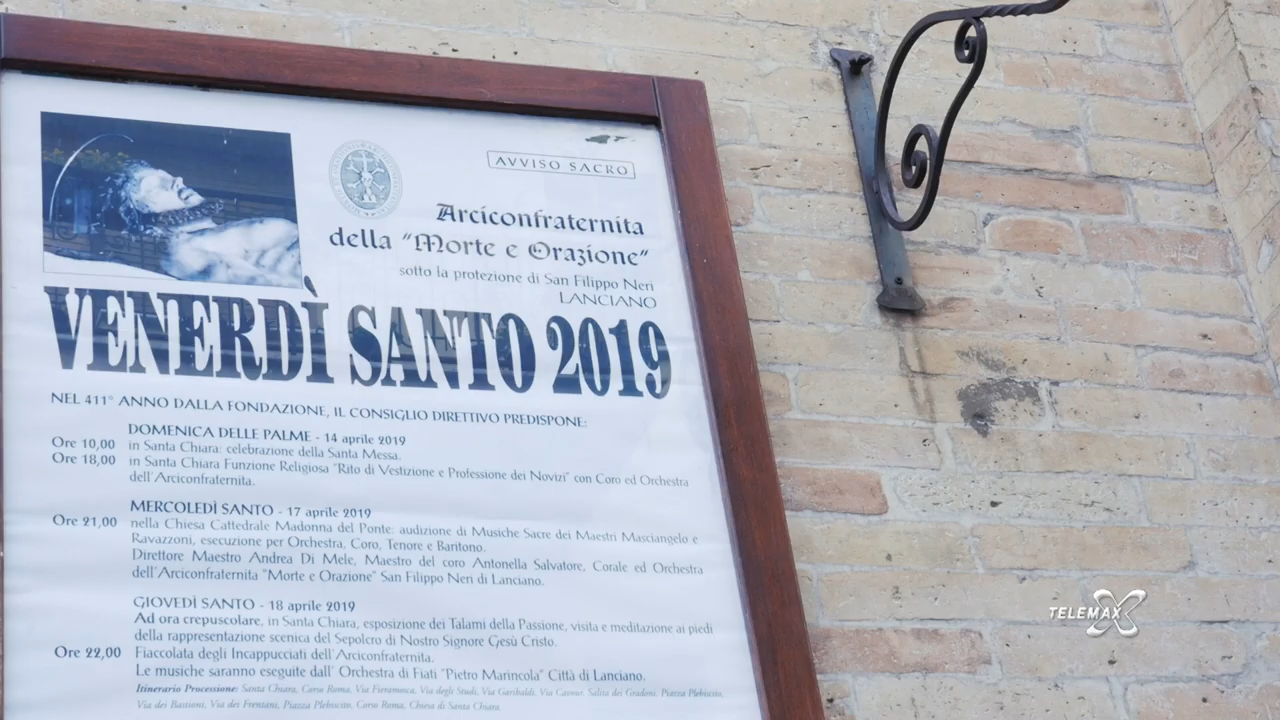 AVVISO SACRO
Arciconfraternita
della "Morte e Orazione"
sotto la protezione di San Filippo Neri
LANCIANO
VENERDÌ SANTO 2019
NEL 411° ANNO DALLA FONDAZIONE, IL CONSIGLIO DIRETTIVO PREDISPONE:
DOMENICA DELLE PALME - 14 aprile 2019
Ore 10,00 in Santa Chiara: celebrazione della Santa Messa.
Ore 18,00 in Santa Chiara Funzione Religiosa "Rito di Vestizione e Professione dei Novizi" con Coro ed Orchestra
dell'Arciconfraternita.
MERCOLEDÌ SANTO - 17 aprile 2019
Ore 21,00 nella Chiesa Cattedrale Madonna del Ponte: audizione di Musiche Sacre dei Maestri Masciangelo e
Ravazzoni, esecuzione per Orchestra, Coro, Tenore e Baritono.
Direttore Maestro Andrea Di Mele, Maestro del coro Antonella Salvatore, Corale ed Orchestra
dell'Arciconfraternita "Morte e Orazione" San Filippo Neri di Lanciano.
GIOVEDÌ SANTO - 18 aprile 2019
Ad ora crepuscolare, in Santa Chiara, esposizione dei Talami della Passione, visita e meditazione ai piedi
della rappresentazione scenica del Sepolcro di Nostro Signore Gesù Cristo.
Ore 22,00 Fiaccolata degli Incappucciati dell'Arciconfraternita.
Le musiche saranno eseguite dall' Orchestra di Fiati "Pietro Marincola" Città di Lanciano.
Itinerario Processione: Santa Chiara, Corso Roma, Via Fieramosca, Via degli Studi, Via Garibaldi, Via Cavour, Salita dei Gradoni, Piazza Plebiscito,
Via dei Bastioni, Via dei Frentani, Piazza Plebiscito, Corso Roma, Chiesa di Santa Chiara.
TELEMAX